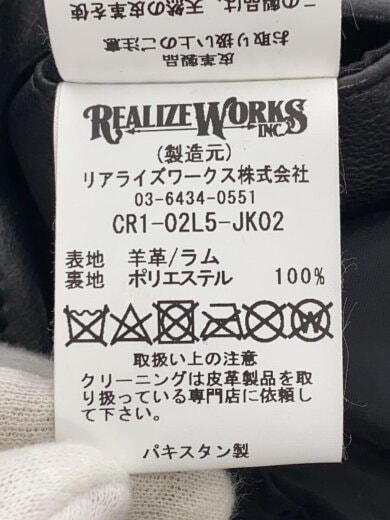 この製品は、天然の皮革を使
お取り扱い上のご注意
皮革製品
REALIZEWORKS
INC.
(製造元)
リアライズワークス株式会社
03-6434-0551
CR1-02L5-JK02
表地 羊革/ラム
裏地 ポリエステル 100%
W
取扱い上の注意
クリーニングは皮革製品を取
り扱っている専門店に依頼し
て下さい。
パキスタン製